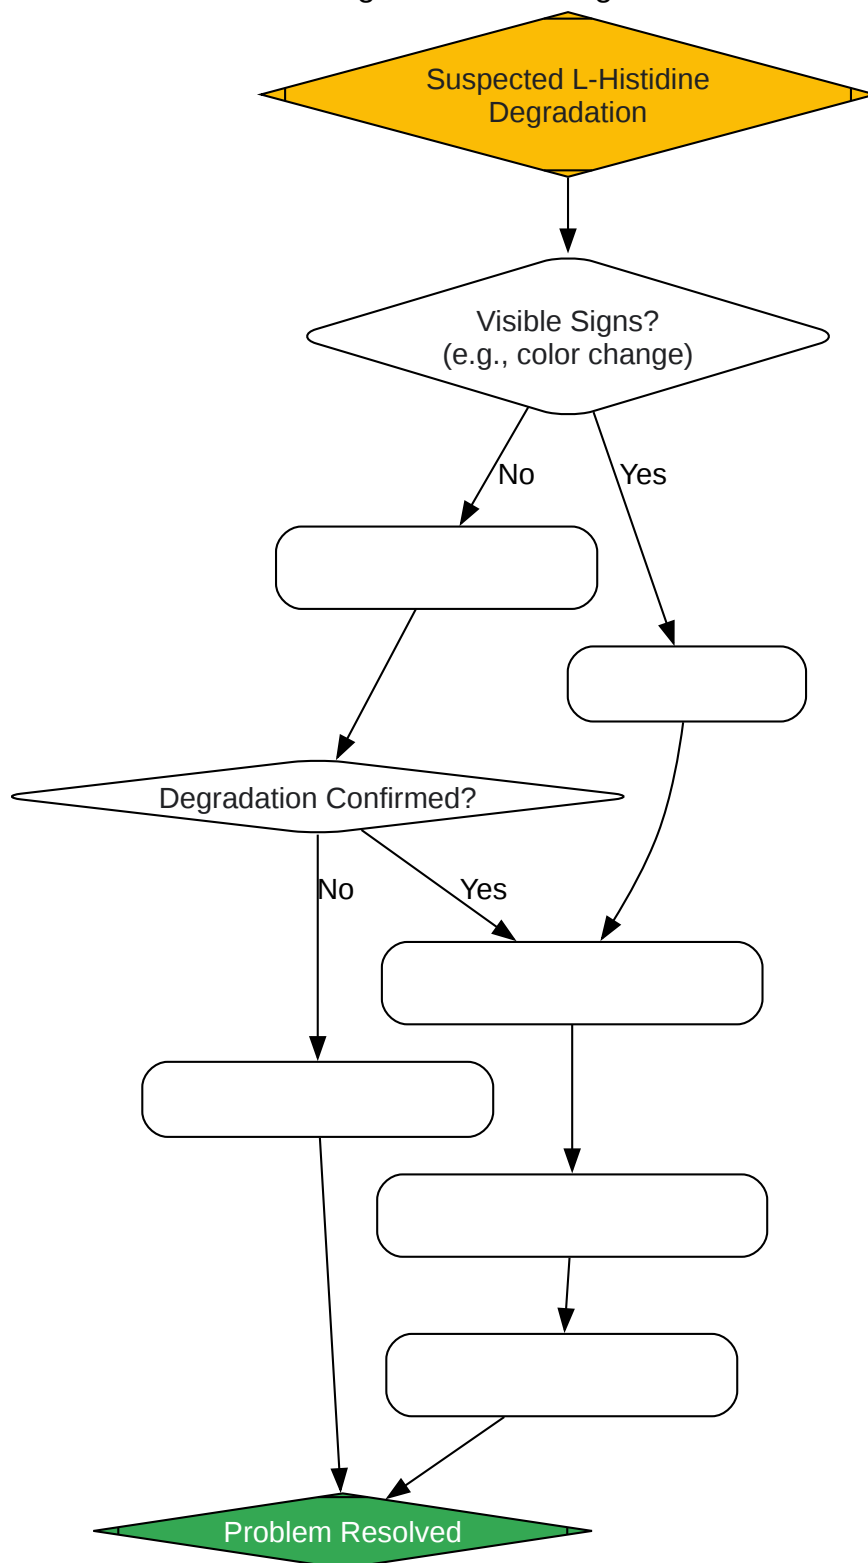 Suspected L-Histidine
Degradation
Visible Signs?
(e.g., color change)
No
Yes
Degradation Confirmed?
No
Yes
Problem Resolved